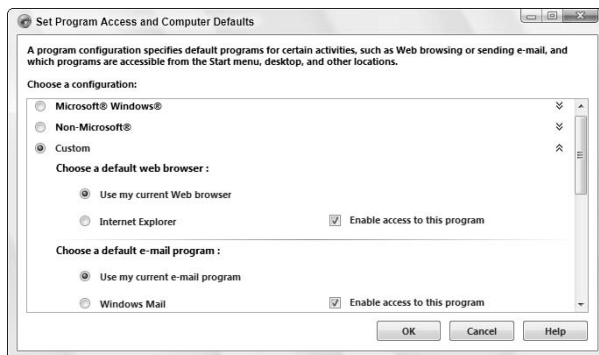 Set Program Access and Computer Defaults
A program configuration specifies default programs for certain activities, such as Web browsing or sending e-mail, and
which programs are accessible from the Start menu, desktop, and other locations.
Choose a configuration:
Microsoft® Windows®
Non-Microsoft®
Custom
Choose a default web browser :
Use my current Web browser
Internet Explorer Enable access to this program
Choose a default e-mail program :
Use my current e-mail program
Windows Mail Enable access to this program
OK Cancel Help